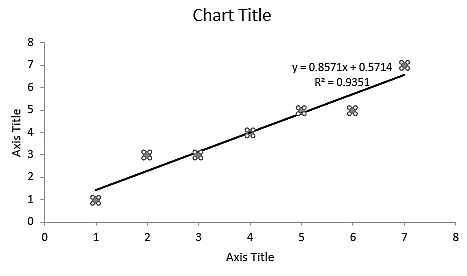 Chart Title
8
7
6
5
4
3
2
1
0
Axis Title
y = 0.8571x + 0.5714
R² = 0.9351
0 1 2 3 4 5 6 7 8
Axis Title